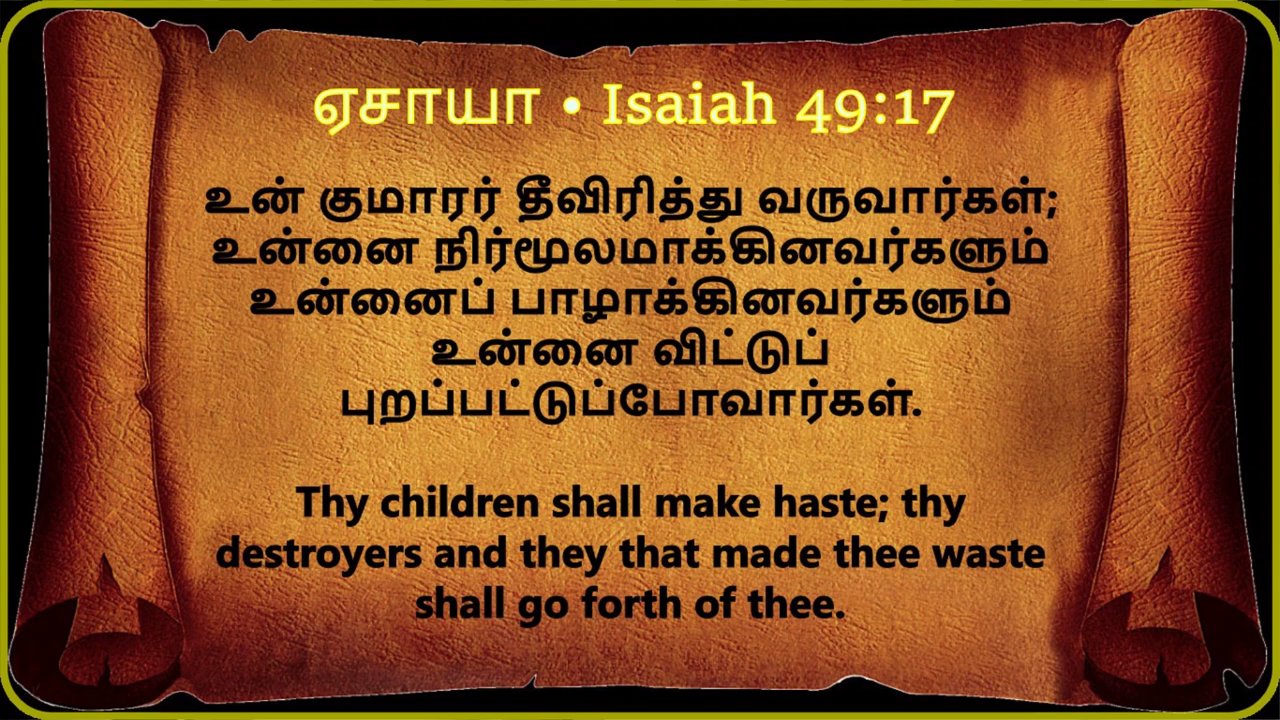 ஏசாயா • Isaiah 49:17
உன் குமாரர் தீவிரித்து வருவார்கள்;
உன்னை நிர்மூலமாக்கினவர்களும்
உன்னைப் பாழாக்கினவர்களும்
உன்னை விட்டுப்
புறப்பட்டுப்போவார்கள்.
Thy children shall make haste; thy
destroyers and they that made thee waste
shall go forth of thee.